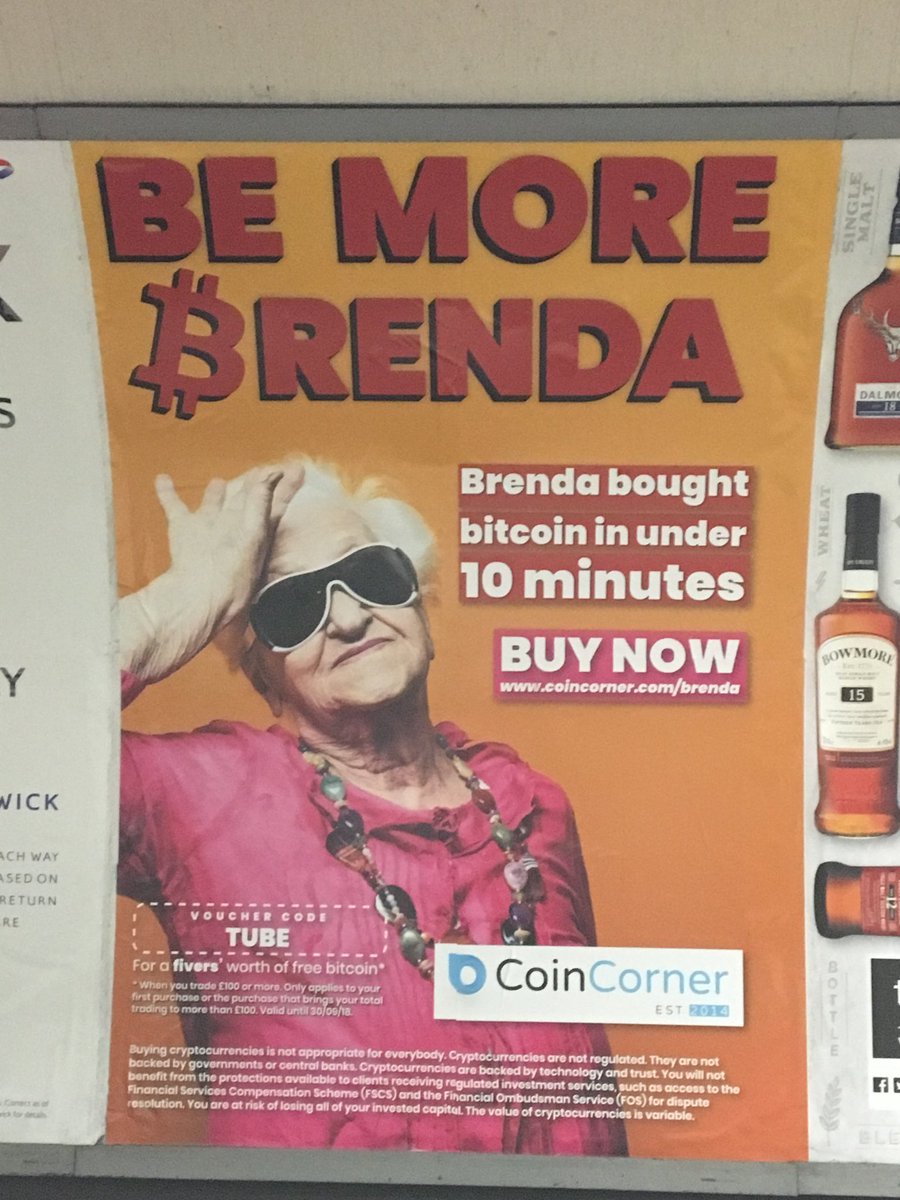 BE MORE
₿RENDA
Brenda bought
bitcoin in under
10 minutes
BUY NOW
www.coincorner.com/brenda
VOUCHER CODE
TUBE
For a fivers' worth of free bitcoin*
* When you trade £100 or more. Only applies to your
first purchase or the purchase that brings your total
trading to more than £100. Valid until 30/09/18.
CoinCorner
EST 2014
Buying cryptocurrencies is not appropriate for everybody. Cryptocurrencies are not regulated. They are not
backed by governments or central banks. Cryptocurrencies are backed by technology and trust. You will not
benefit from the protections available to clients receiving regulated investment services, such as access to the
Financial Services Compensation Scheme (FSCS) and the Financial Ombudsman Service (FOS) for dispute
resolution. You are at risk of losing all of your invested capital. The value of cryptocurrencies is variable.
S
Y
WICK
ACH WAY
ASED ON
RETURN
RE
SINGLE
MALT
DALMO
18
WHEAT
BOWMORE
15
12
BOTTLE
BLE